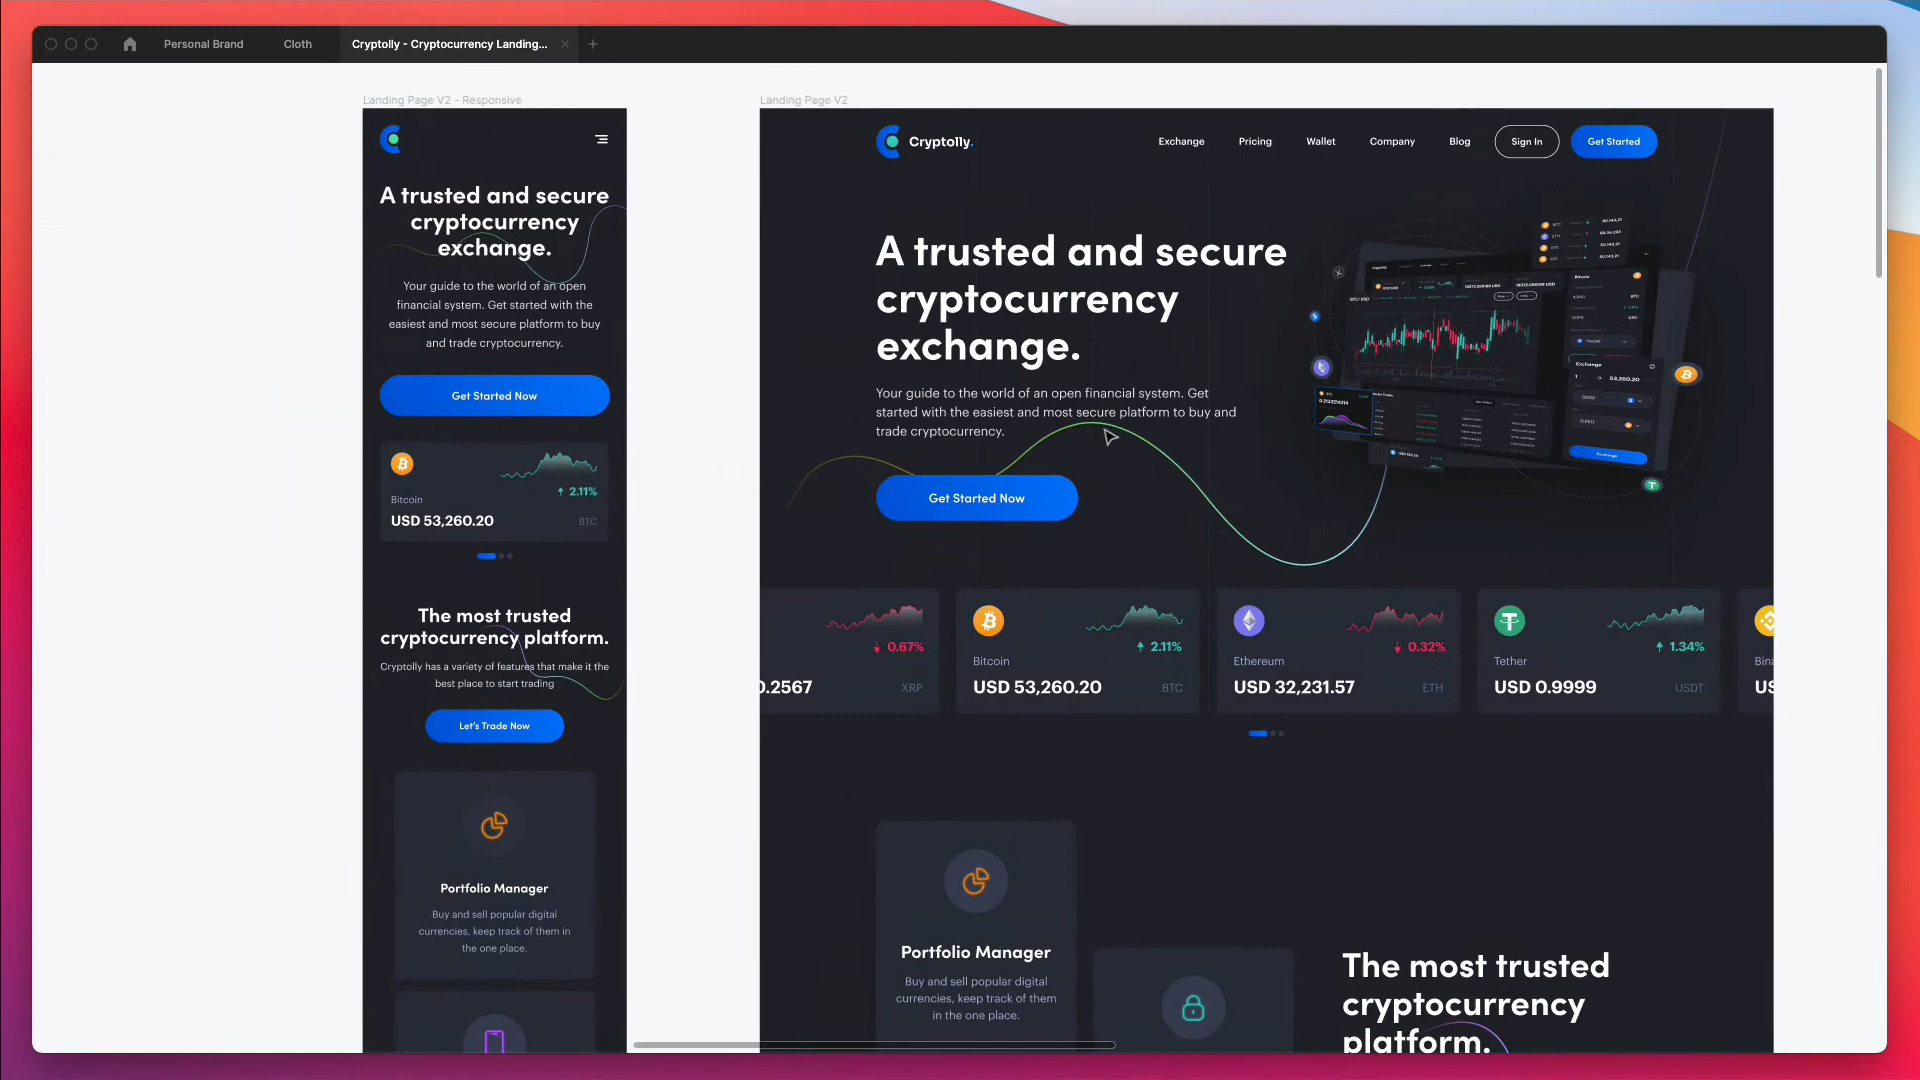 Personal Brand
Cloth
Cryptolly - Cryptocurrency Landing...
Landing Page V2 - Responsive
A trusted and secure
cryptocurrency
exchange.
Your guide to the world of an open
financial system. Get started with the
easiest and most secure platform to buy
and trade cryptocurrency.
Get Started Now
2.11%
Bitcoin
USD 53,260.20
BTC
The most trusted
cryptocurrency platform.
Cryptolly has a variety of features that make it the
best place to start trading
Let's Trade Now
Portfolio Manager
Buy and sell popular digital
currencies, keep track of them in
the one place.
Landing Page V2
Cryptolly.
Exchange
Pricing
Wallet
Company
Blog
Sign In
Get Started
A trusted and secure
cryptocurrency
exchange.
Your guide to the world of an open financial system. Get
started with the easiest and most secure platform to buy and
trade cryptocurrency.
Get Started Now
Bitcoin
Exchange
53,260.20
Exchange
0.67%
0.2567
XRP
2.11%
Bitcoin
USD 53,260.20
BTC
0.32%
Ethereum
USD 32,231.57
ETH
1.34%
Tether
USD 0.9999
USDT
Bina
US
Portfolio Manager
Buy and sell popular digital
currencies, keep track of them
in the one place.
The most trusted
cryptocurrency
platform.